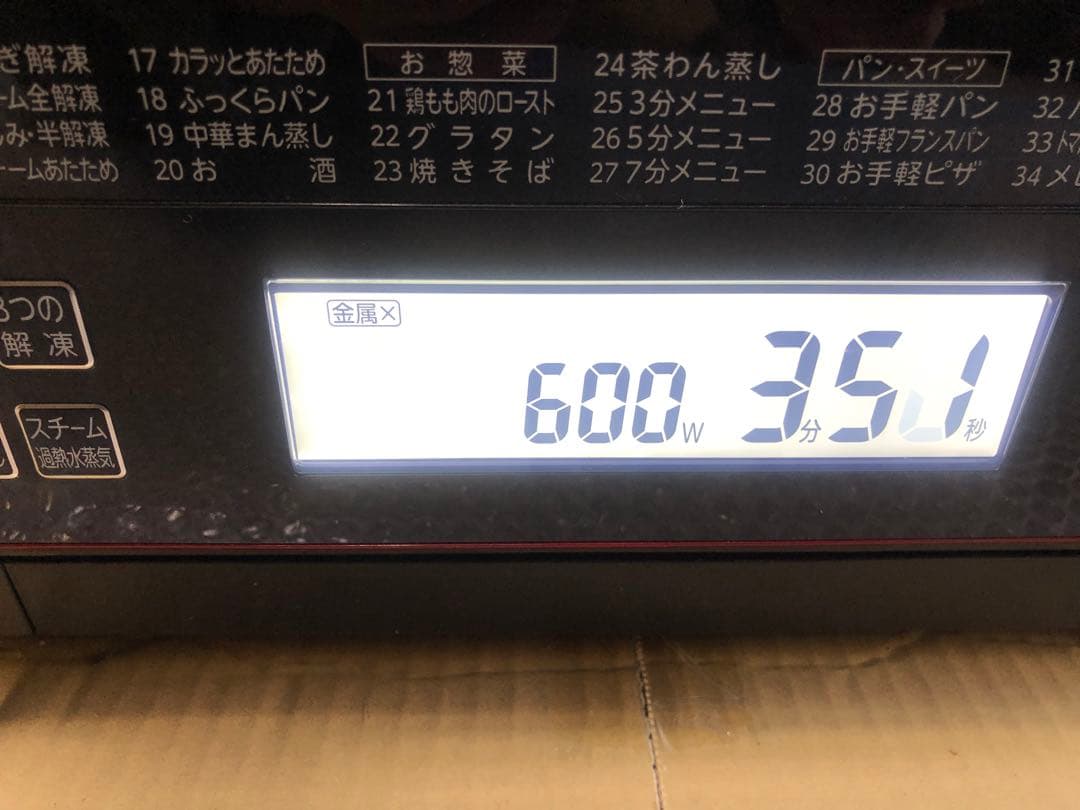 ぎ解凍 17 カラッとあたため お惣菜 24 茶わん蒸し パン・スイーツ 31
ーム全解凍 18 ふっくらパン 21 鶏もも肉のロースト 25 3分メニュー 28 お手軽パン 32
み・半解凍 19 中華まん蒸し 22 グラタン 26 5分メニュー 29 お手軽フランスパン 33 トマ
ームあたため 20 お酒 23 焼きそば 27 7分メニュー 30 お手軽ピザ 34 メ
3つの
解凍
金属×
600W 3分51秒
スチーム
過熱水蒸気